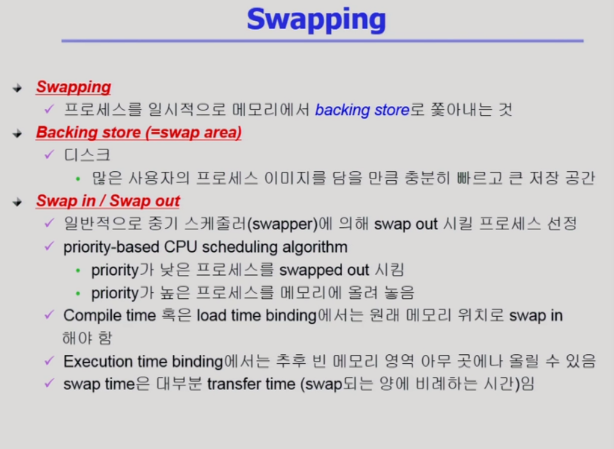 Swapping
Swapping
프로세스를 일시적으로 메모리에서 backing store로 쫓아내는 것
Backing store (=swap area)
디스크
많은 사용자의 프로세스 이미지를 담을 만큼 충분히 빠르고 큰 저장 공간
Swap in / Swap out
일반적으로 중기 스케줄러(swapper)에 의해 swap out 시킬 프로세스 선정
priority-based CPU scheduling algorithm
priority가 낮은 프로세스를 swapped out 시킴
priority가 높은 프로세스를 메모리에 올려 놓음
Compile time 혹은 load time binding에서는 원래 메모리 위치로 swap in
해야 함
Execution time binding에서는 추후 빈 메모리 영역 아무 곳에나 올릴 수 있음
swap time은 대부분 transfer time (swap되는 양에 비례하는 시간)임